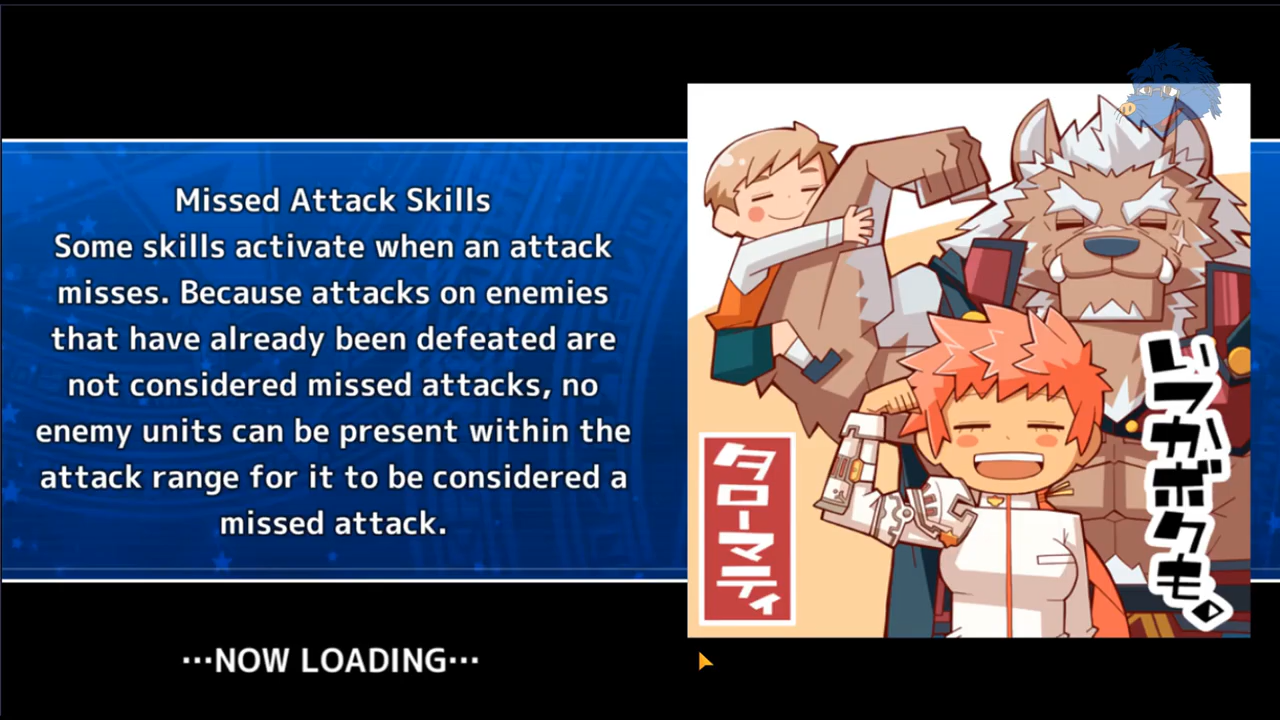 Missed Attack Skills
Some skills activate when an attack
misses. Because attacks on enemies
that have already been defeated are
not considered missed attacks, no
enemy units can be present within the
attack range for it to be considered a
missed attack.
…NOW LOADING…
タローマティ
いつかボクも。